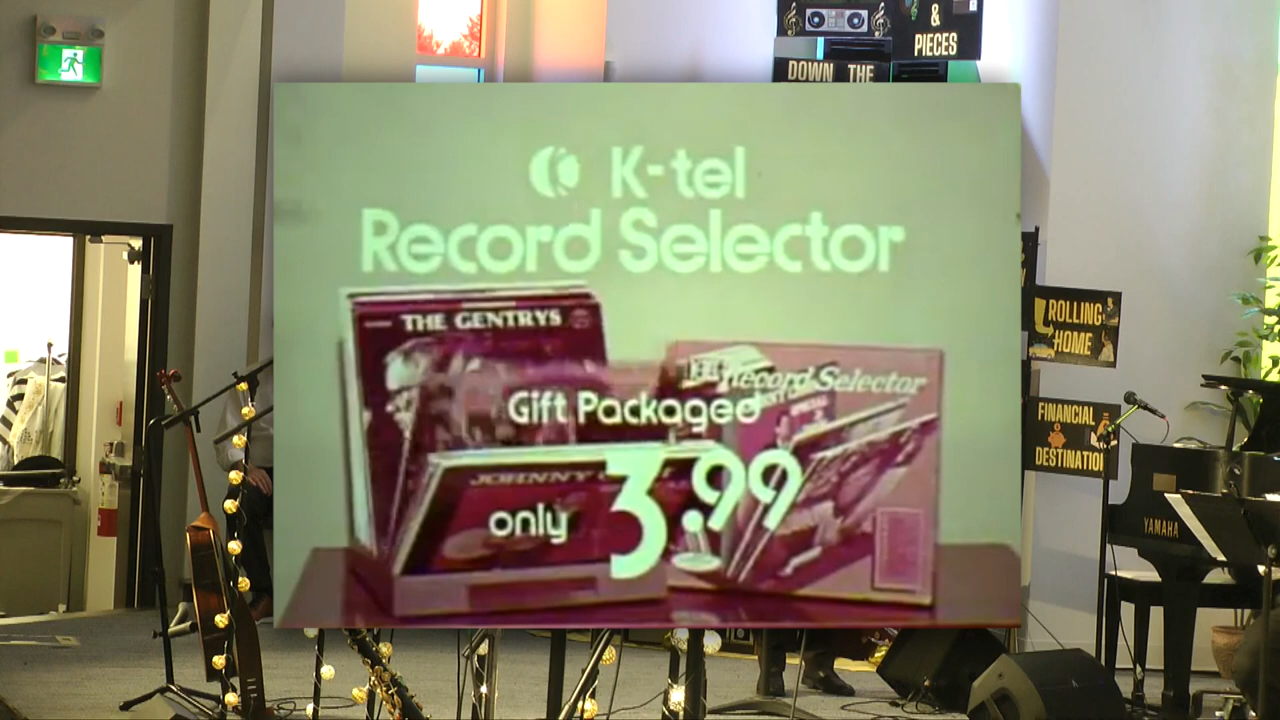 &
PIECES
DOWN THE
K-tel
Record Selector
THE GENTRYS
Record Selector
Gift Packaged
JOHNNY
only 3.99
ROLLING
HOME
FINANCIAL
DESTINATION
YAMAHA